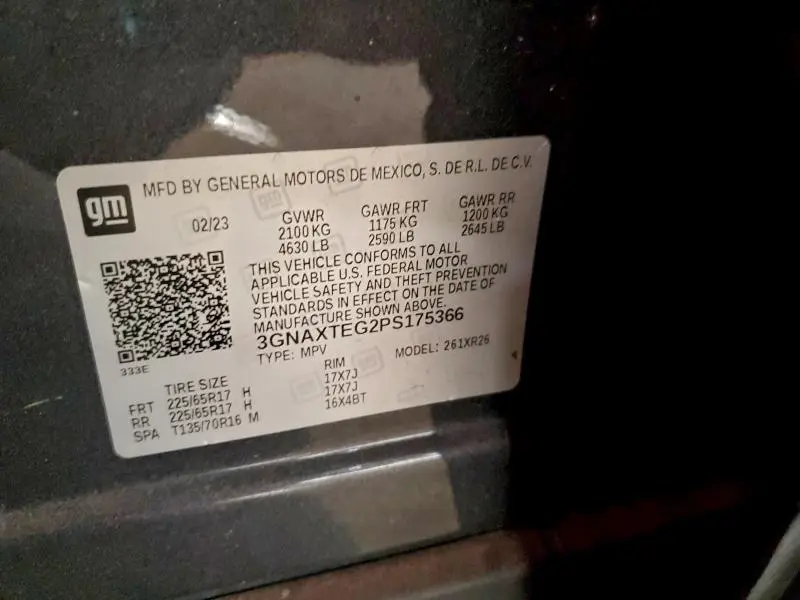 gm
MFD BY GENERAL MOTORS DE MEXICO, S. DE R.L. DE C.V.
02/23 GVWR GAWR FRT GAWR RR
2100 KG 1175 KG 1200 KG
4630 LB 2590 LB 2645 LB
THIS VEHICLE CONFORMS TO ALL
APPLICABLE U.S. FEDERAL MOTOR
VEHICLE SAFETY AND THEFT PREVENTION
STANDARDS IN EFFECT ON THE DATE OF
MANUFACTURE SHOWN ABOVE.
3GNAXTEG2PS175366
TYPE: MPV MODEL: 261XR26
333E
TIRE SIZE RIM
FRT 225/65R17 H 17X7J
RR 225/65R17 H 17X7J
SPA T135/70R16 M 16X4BT